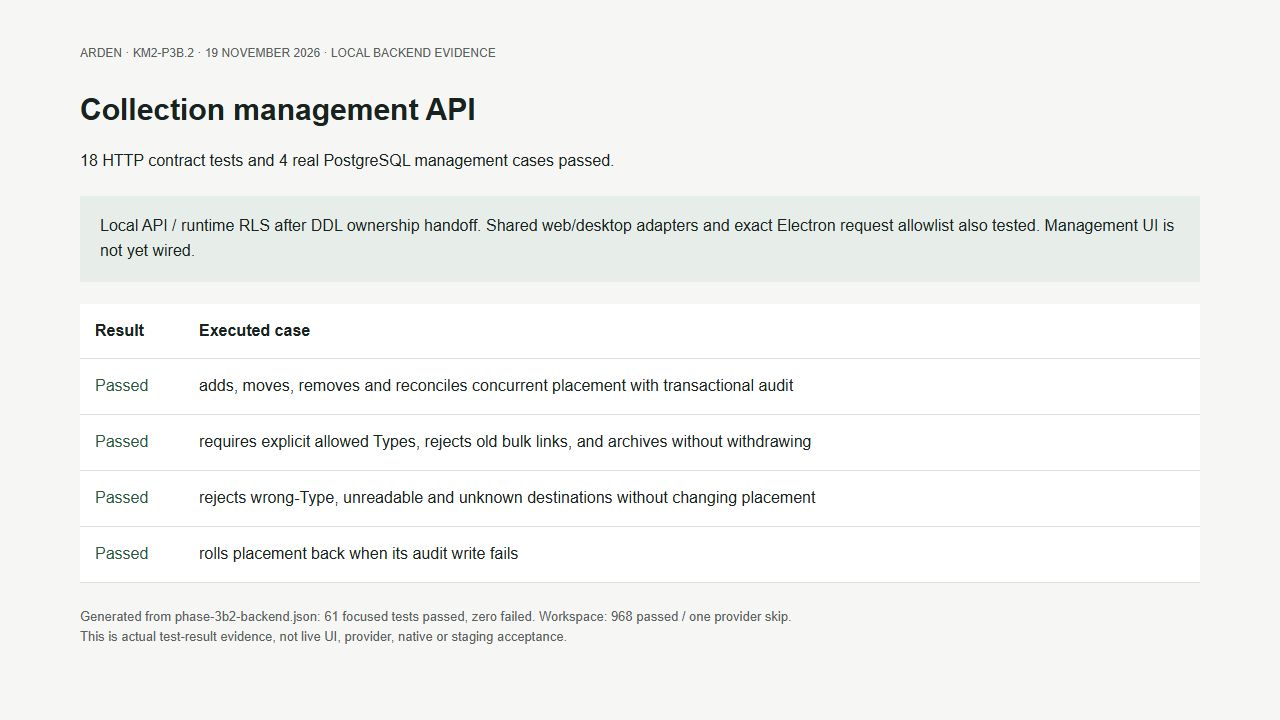 ARDEN · KM2-P3B.2 · 19 NOVEMBER 2026 · LOCAL BACKEND EVIDENCE
Collection management API
18 HTTP contract tests and 4 real PostgreSQL management cases passed.
Local API / runtime RLS after DDL ownership handoff. Shared web/desktop adapters and exact Electron request allowlist also tested. Management UI is
not yet wired.
Result Executed case
Passed adds, moves, removes and reconciles concurrent placement with transactional audit
Passed requires explicit allowed Types, rejects old bulk links, and archives without withdrawing
Passed rejects wrong-Type, unreadable and unknown destinations without changing placement
Passed rolls placement back when its audit write fails
Generated from phase-3b2-backend.json: 61 focused tests passed, zero failed. Workspace: 968 passed / one provider skip.
This is actual test-result evidence, not live UI, provider, native or staging acceptance.